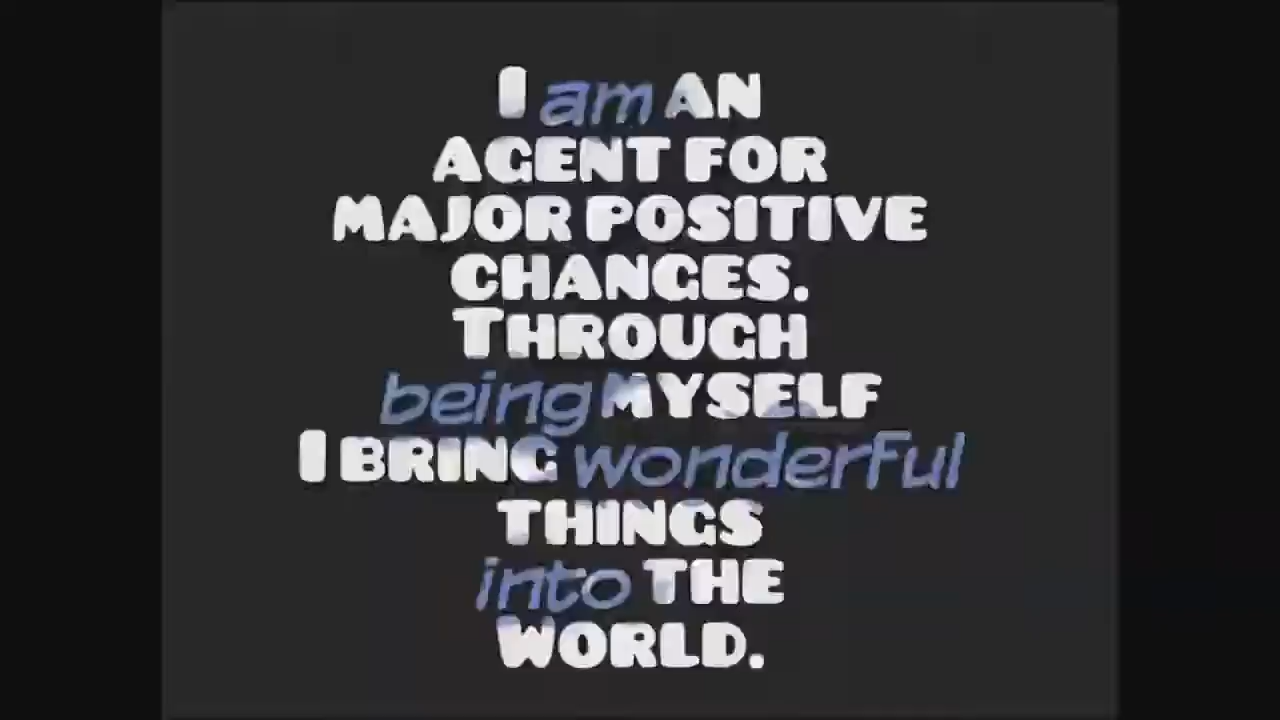 I am AN
AGENT FOR
MAJOR POSITIVE
CHANGES.
THROUGH
being MYSELF
I BRING wonderful
THINGS
into THE
WORLD.